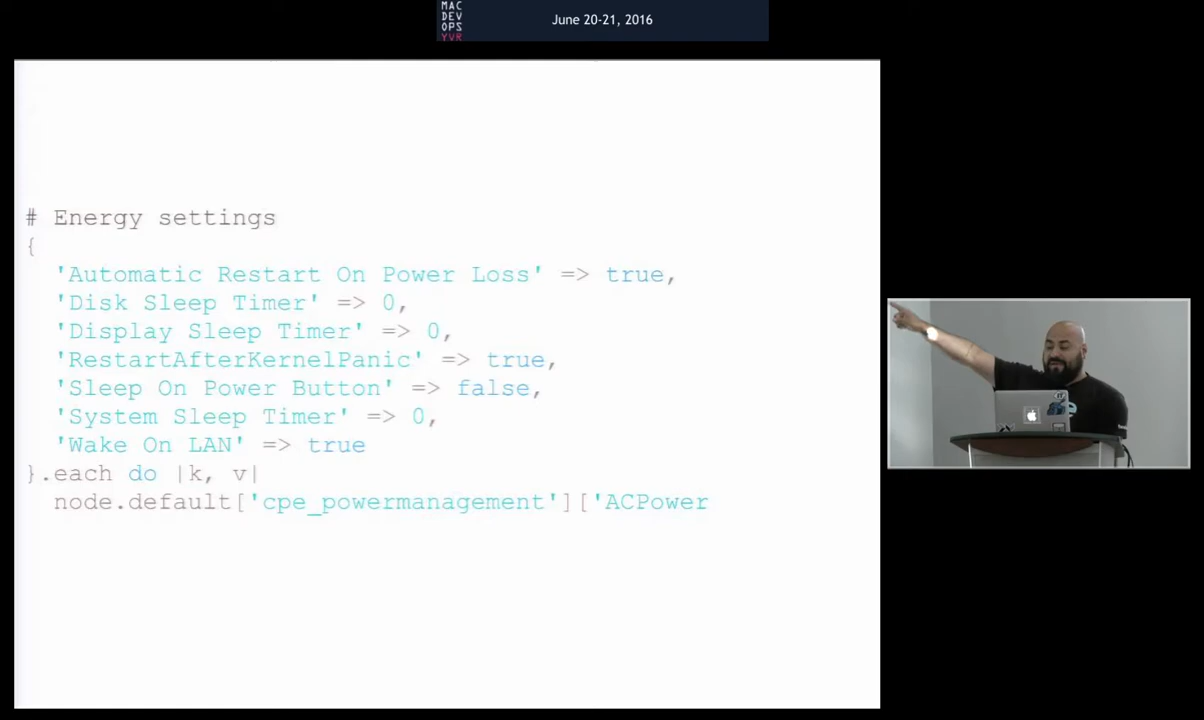 MAC
DEV
OPS
YVR
June 20-21, 2016
# Energy settings
{
'Automatic Restart On Power Loss' => true,
'Disk Sleep Timer' => 0,
'Display Sleep Timer' => 0,
'RestartAfterKernelPanic' => true,
'Sleep On Power Button' => false,
'System Sleep Timer' => 0,
'Wake On LAN' => true
}.each do |k, v|
node.default['cpe_powermanagement']['ACPower